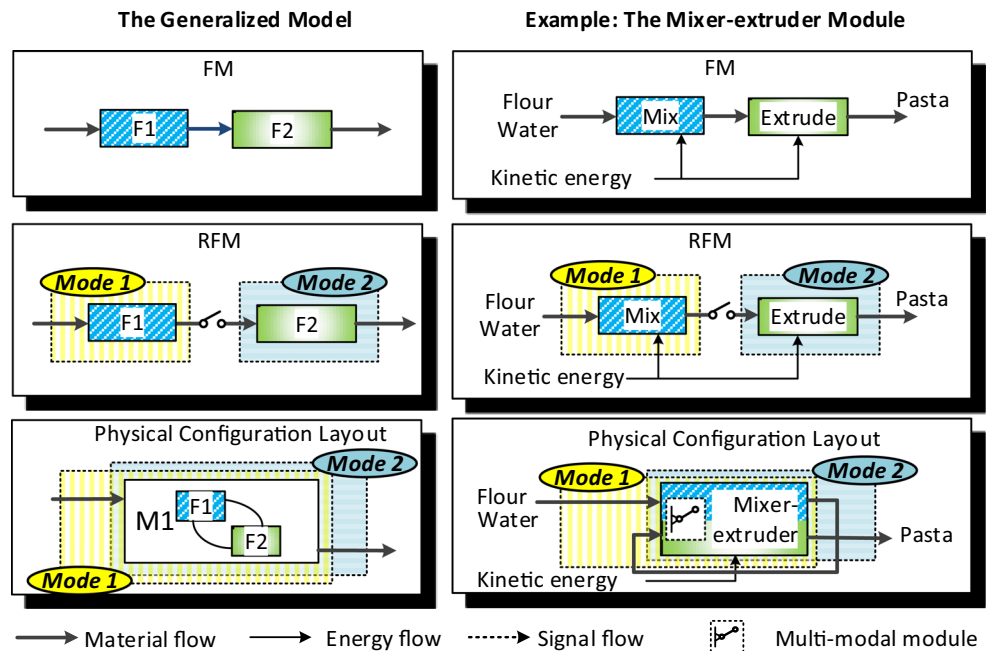 The Generalized Model
FM
F1
F2
RFM
Mode 1
Mode 2
F1
F2
Physical Configuration Layout
Mode 2
M1
F1
F2
Mode 1
Example: The Mixer-extruder Module
FM
Flour
Water
Mix
Extrude
Pasta
Kinetic energy
RFM
Mode 1
Mode 2
Flour
Water
Mix
Extrude
Pasta
Kinetic energy
Physical Configuration Layout
Mode 1
Mode 2
Flour
Water
Mixer-
extruder
Pasta
Kinetic energy
Material flow
Energy flow
Signal flow
Multi-modal module